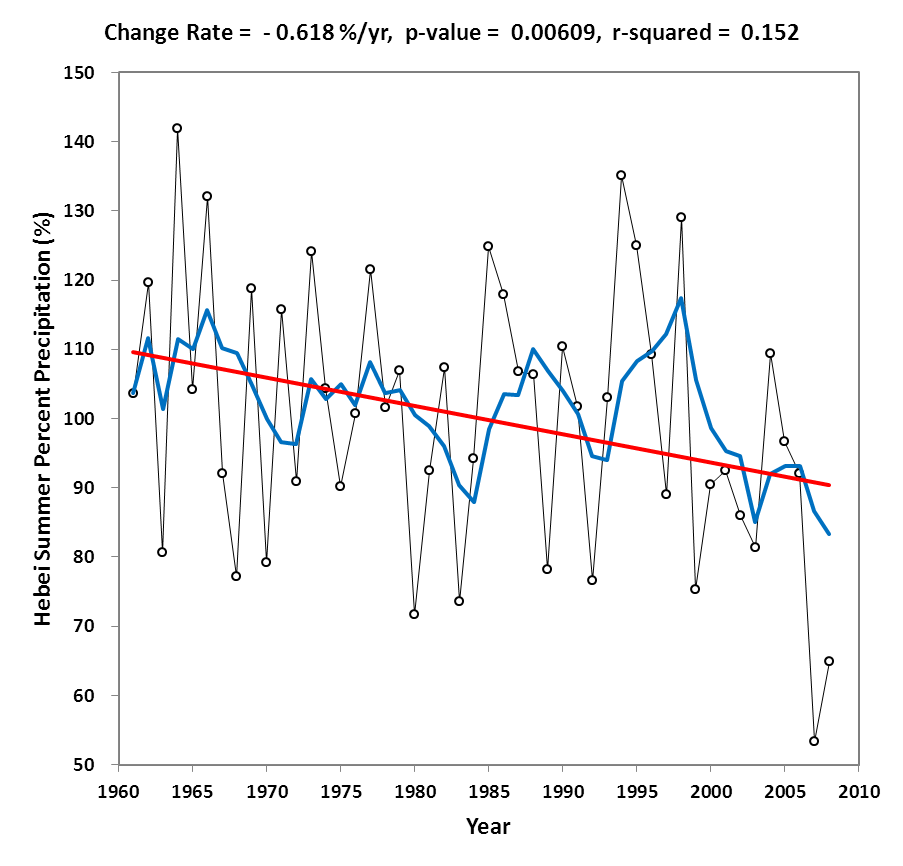 Change Rate = - 0.618 %/yr, p-value = 0.00609, r-squared = 0.152
150
140
130
120
110
100
90
80
70
60
50
Hebei Summer Percent Precipitation (%)
1960 1965 1970 1975 1980 1985 1990 1995 2000 2005 2010
Year